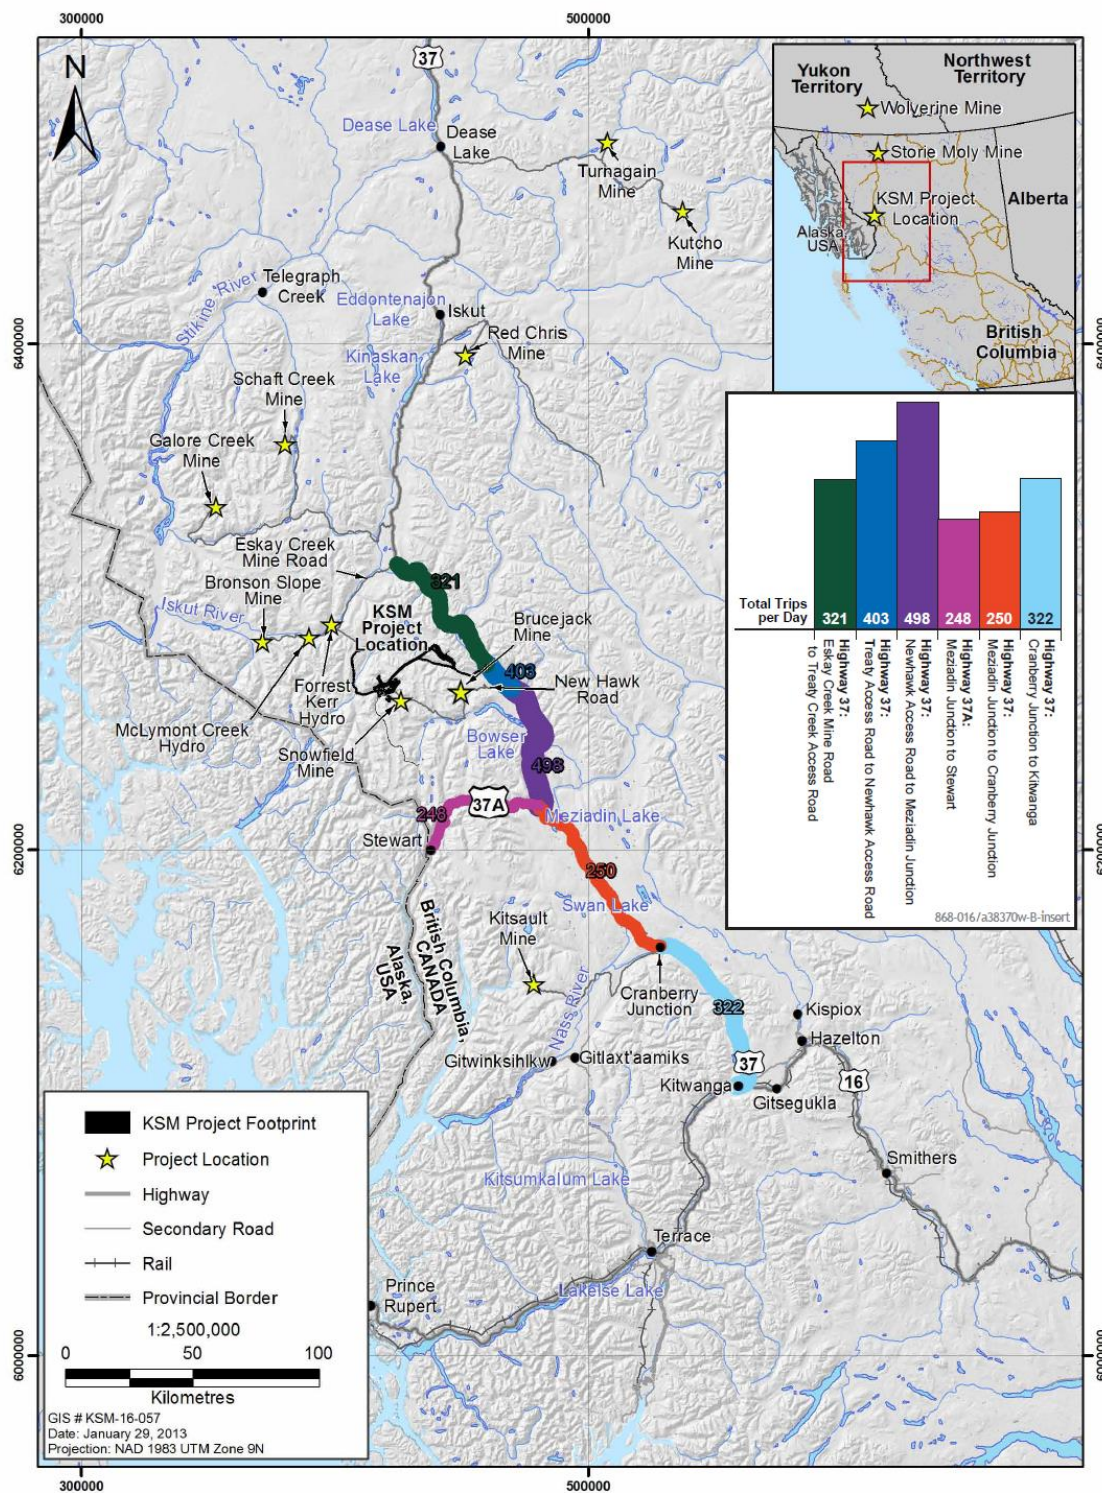 300000
500000
N
37
Dease Lake
Dease
Lake
Turnagain
Mine
Kutcho
Mine
Telegraph
Creek
Stikine River
Eddontenajon
Lake
Iskut
Kinaskan
Lake
Red Chris
Mine
6400000
6400000
Schaft Creek
Mine
Galore Creek
Mine
Eskay Creek
Mine Road
Bronson Slope
Mine
Iskut River
321
KSM
Project
Location
Brucejack
Mine
403
New Hawk
Road
Forrest
Kerr
Hydro
McLymont Creek
Hydro
Snowfield
Mine
Bowser
Lake
498
37A
248
Meziadin Lake
Stewart
6200000
6200000
250
Swan Lake
Kitsault
Mine
British Columbia,
CANADA
Alaska,
USA
Nass River
Cranberry
Junction
322
Kispiox
Hazelton
Gitwinksihlkw
Gitlaxt'aamiks
37
Kitwanga
Gitsegukla
16
Smithers
Kitsumkalum Lake
Terrace
Lakelse Lake
Prince
Rupert
6000000
6000000
Yukon
Territory
Northwest
Territory
Wolverine Mine
Storie Moly Mine
KSM Project
Location
Alberta
Alaska,
USA
British
Columbia
Total Trips
per Day
321
403
498
248
250
322
Highway 37:
Eskay Creek Mine Road
to Treaty Creek Access Road
Highway 37:
Treaty Access Road to Newhawk Access Road
Highway 37:
Newhawk Access Road to Meziadin Junction
Highway 37A:
Meziadin Junction to Stewart
Highway 37:
Meziadin Junction to Cranberry Junction
Highway 37:
Cranberry Junction to Kitwanga
868-016/a38370w-B-insert
KSM Project Footprint
Project Location
Highway
Secondary Road
Rail
Provincial Border
1:2,500,000
0 50 100
Kilometres
GIS # KSM-16-057
Date: January 29, 2013
Projection: NAD 1983 UTM Zone 9N
300000
500000